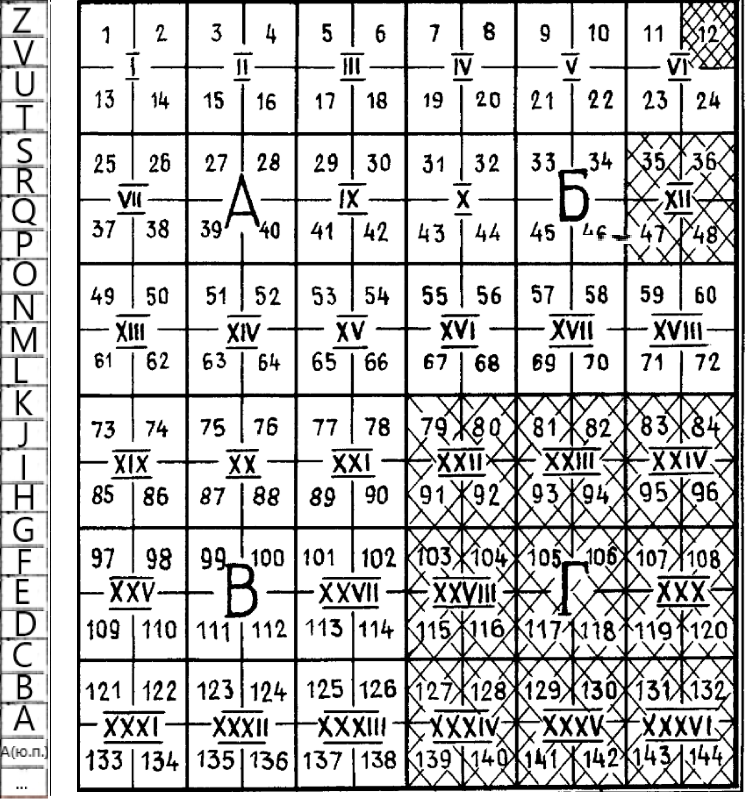 Z
V
U
T
S
R
Q
P
O
N
M
L
K
J
I
H
G
F
E
D
C
B
A
A(ю.п.)
...
1 2 3 4 5 6 7 8 9 10 11 12
I II III IV V VI
13 14 15 16 17 18 19 20 21 22 23 24
25 26 27 28 29 30 31 32 33 34 35 36
VII А IX X Б XII
37 38 39 40 41 42 43 44 45 46 47 48
49 50 51 52 53 54 55 56 57 58 59 60
XIII XIV XV XVI XVII XVIII
61 62 63 64 65 66 67 68 69 70 71 72
73 74 75 76 77 78 79 80 81 82 83 84
XIX XX XXI XXII XXIII XXIV
85 86 87 88 89 90 91 92 93 94 95 96
97 98 99 100 101 102 103 104 105 106 107 108
XXV В XXVII XXVIII Г XXX
109 110 111 112 113 114 115 116 117 118 119 120
121 122 123 124 125 126 127 128 129 130 131 132
XXXI XXXII XXXIII XXXIV XXXV XXXVI
133 134 135 136 137 138 139 140 141 142 143 144